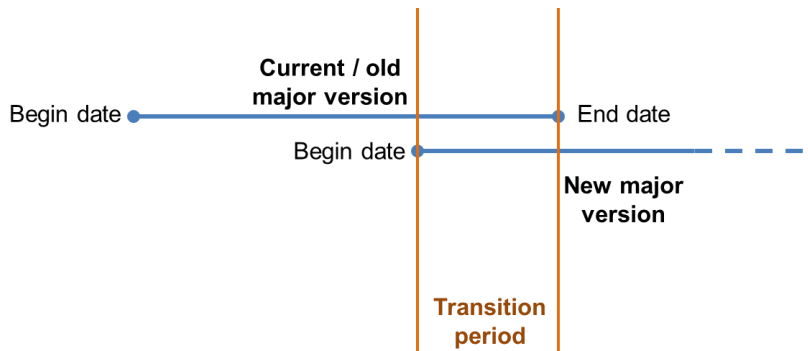 Current / old
major version
Begin date
End date
Begin date
New major
version
Transition
period